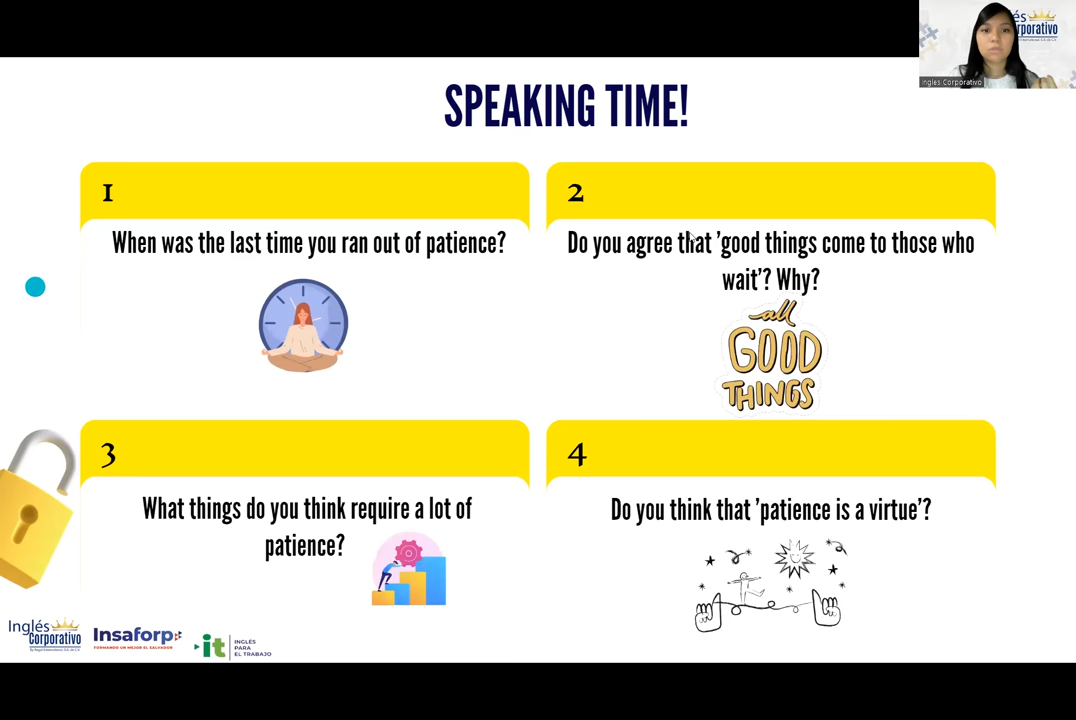 és
rporativo
Inglés Corporativo
SPEAKING TIME!
1
When was the last time you ran out of patience?
2
Do you agree that 'good things come to those who
wait'? Why?
all
GOOD
THINGS
3
What things do you think require a lot of
patience?
4
Do you think that 'patience is a virtue'?
Inglés
Corporativo
Insaforp
FORMANDO UN MEJOR EL SALVADOR
it
INGLÉS
PARA
EL TRABAJO